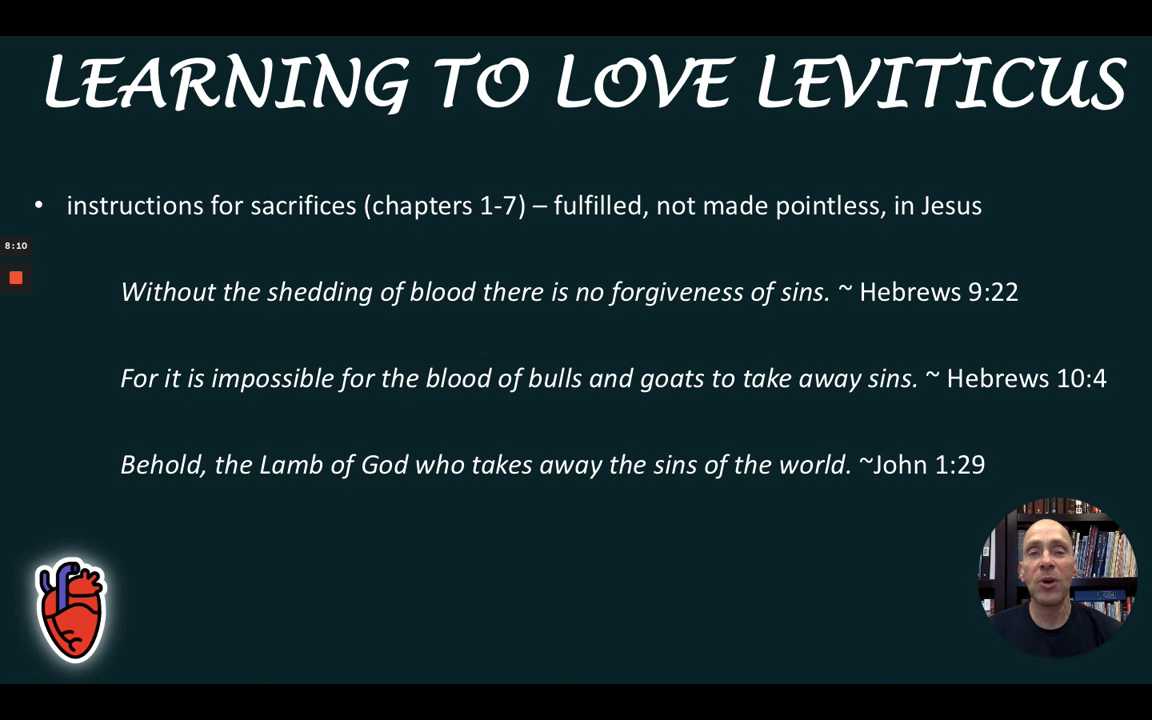 LEARNING TO LOVE LEVITICUS
• instructions for sacrifices (chapters 1-7) – fulfilled, not made pointless, in Jesus
8:10
Without the shedding of blood there is no forgiveness of sins. ~ Hebrews 9:22
For it is impossible for the blood of bulls and goats to take away sins. ~ Hebrews 10:4
Behold, the Lamb of God who takes away the sins of the world. ~John 1:29